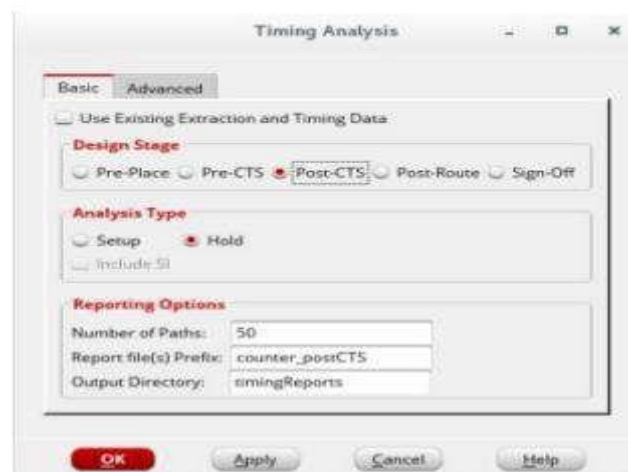 Timing Analysis
Basic Advanced
Use Existing Extraction and Timing Data
Design Stage
Pre-Place Pre-CTS Post-CTS Post-Route Sign-Off
Analysis Type
Setup Hold
Include SI
Reporting Options
Number of Paths: 50
Report file(s) Prefix: counter_postCTS
Output Directory: timingReports
OK Apply Cancel Help